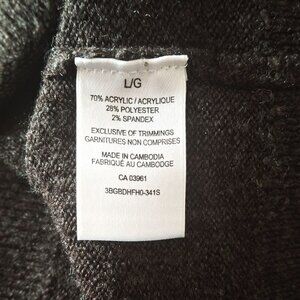 L/G
70% ACRYLIC / ACRYLIQUE
28% POLYESTER
2% SPANDEX
EXCLUSIVE OF TRIMMINGS
GARNITURES NON COMPRISES
MADE IN CAMBODIA
FABRIQUÉ AU CAMBODGE
CA 03961
3BGBDHFH0-341S